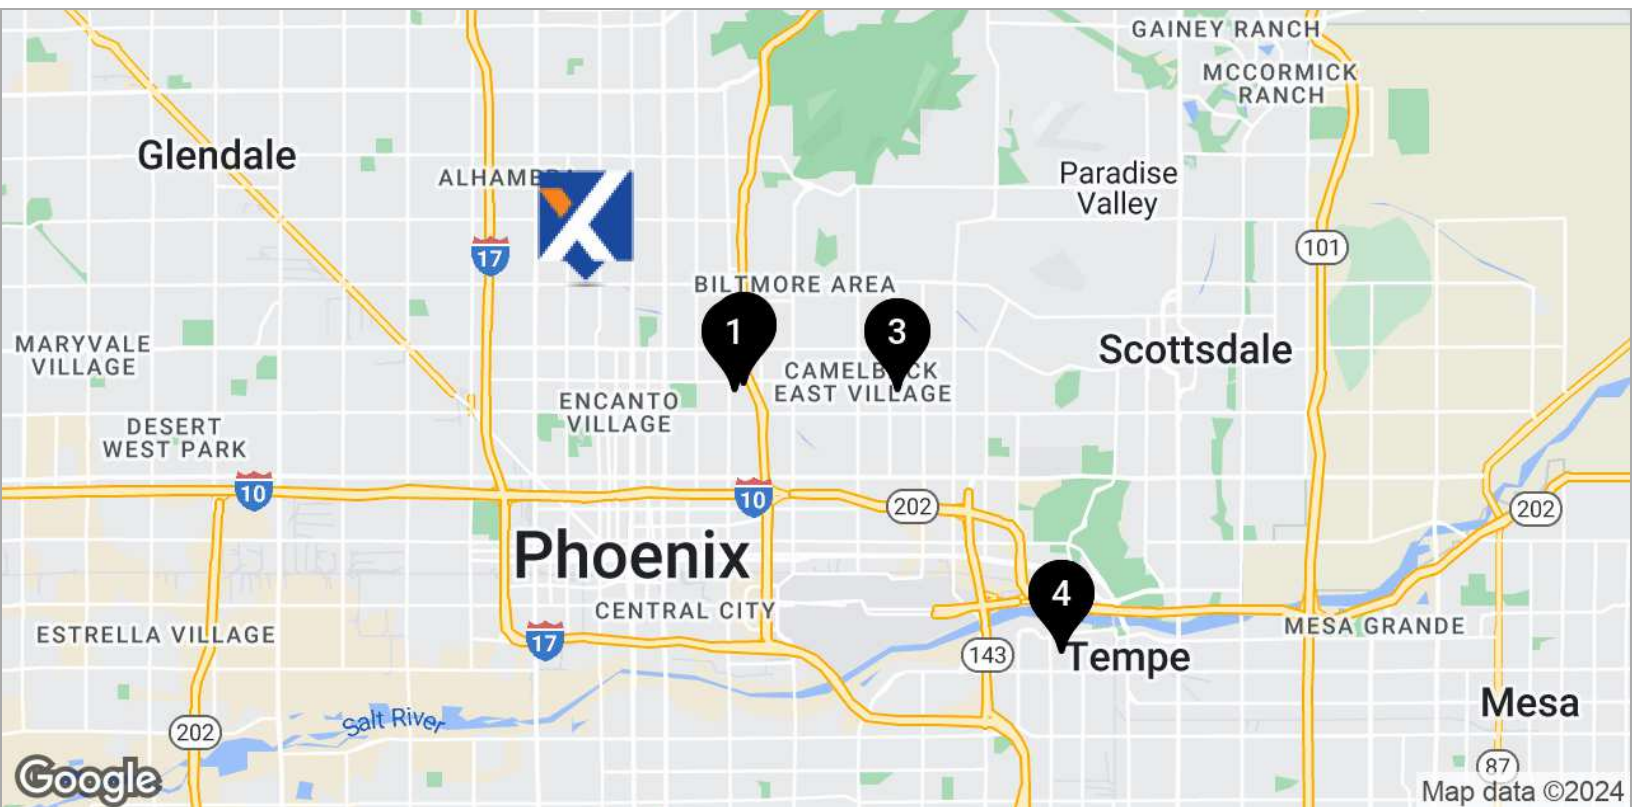 GAINEY RANCH
MCCORMICK
RANCH
Glendale
ALHAMBRA
Paradise
Valley
17
101
BILTMORE AREA
1
3
MARYVALE
VILLAGE
Scottsdale
CAMELBACK
EAST VILLAGE
ENCANTO
VILLAGE
DESERT
WEST PARK
10
10
202
202
Phoenix
CENTRAL CITY
4
ESTRELLA VILLAGE
17
MESA GRANDE
143
Tempe
Mesa
Salt River
202
87
Google
Map data ©2024